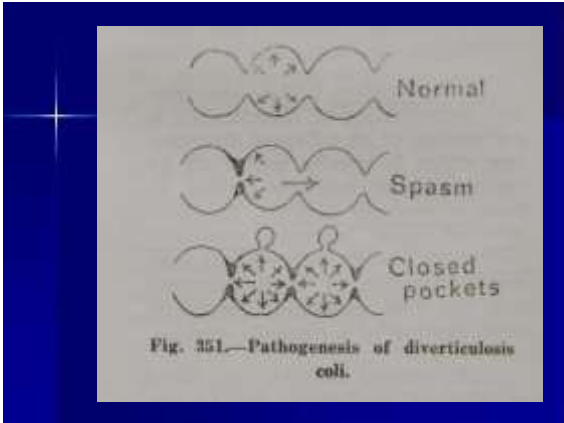 Normal
Spasm
Closed
pockets
Fig. 351.—Pathogenesis of diverticulosis
coli.